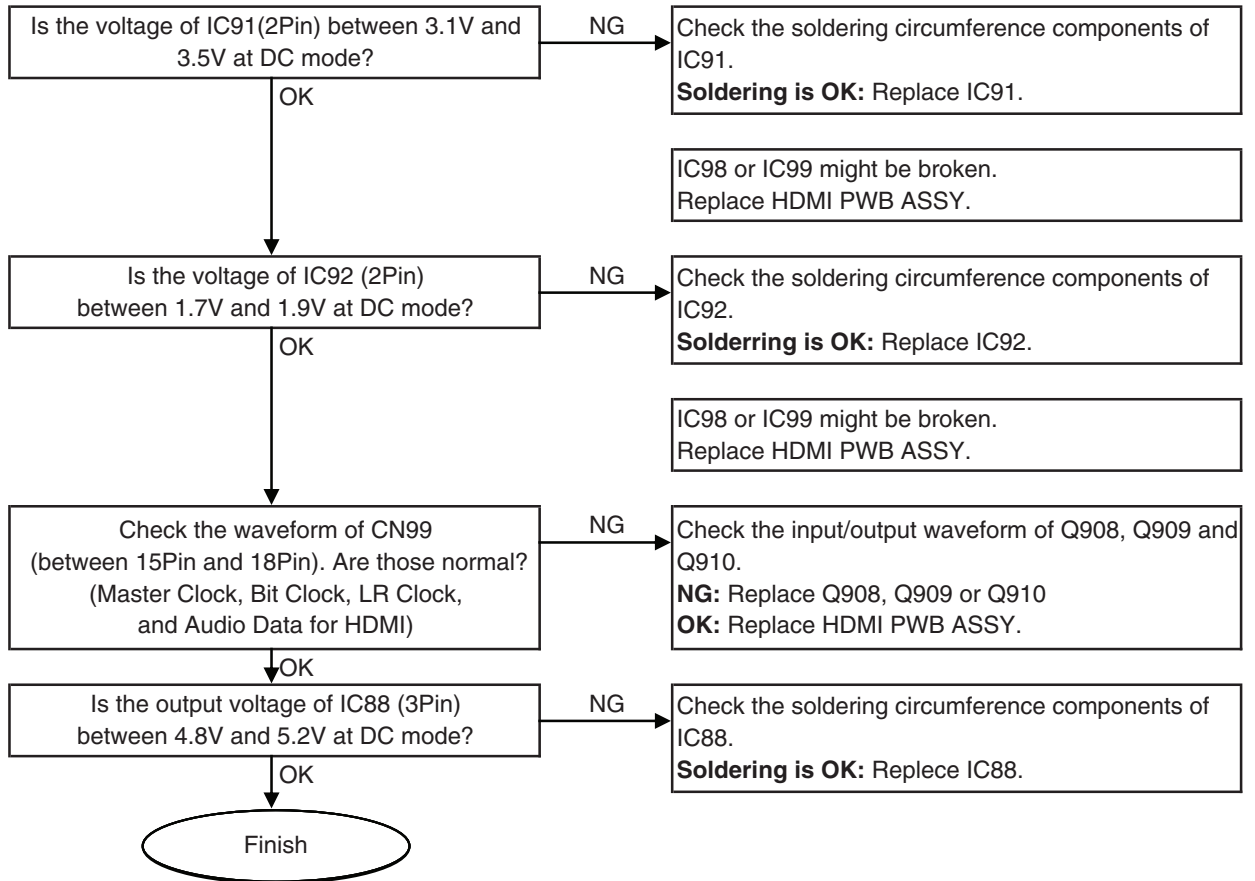 Is the voltage of IC91(2Pin) between 3.1V and
3.5V at DC mode?
NG
Check the soldering circumference components of
IC91.
Soldering is OK: Replace IC91.
OK
IC98 or IC99 might be broken.
Replace HDMI PWB ASSY.
Is the voltage of IC92 (2Pin)
between 1.7V and 1.9V at DC mode?
NG
Check the soldering circumference components of
IC92.
Solderring is OK: Replace IC92.
OK
IC98 or IC99 might be broken.
Replace HDMI PWB ASSY.
Check the waveform of CN99
(between 15Pin and 18Pin). Are those normal?
(Master Clock, Bit Clock, LR Clock,
and Audio Data for HDMI)
NG
Check the input/output waveform of Q908, Q909 and
Q910.
NG: Replace Q908, Q909 or Q910
OK: Replace HDMI PWB ASSY.
OK
Is the output voltage of IC88 (3Pin)
between 4.8V and 5.2V at DC mode?
NG
Check the soldering circumference components of
IC88.
Soldering is OK: Replece IC88.
OK
Finish